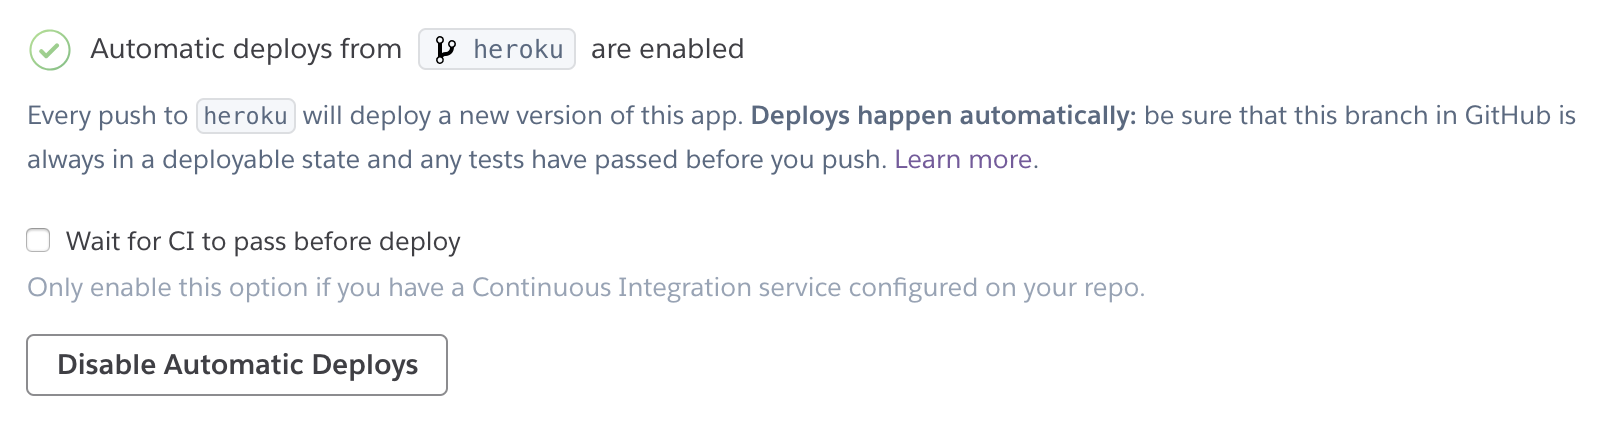 Automatic deploys from heroku are enabled
Every push to heroku will deploy a new version of this app. Deploys happen automatically: be sure that this branch in GitHub is
always in a deployable state and any tests have passed before you push. Learn more.
Wait for CI to pass before deploy
Only enable this option if you have a Continuous Integration service configured on your repo.
Disable Automatic Deploys